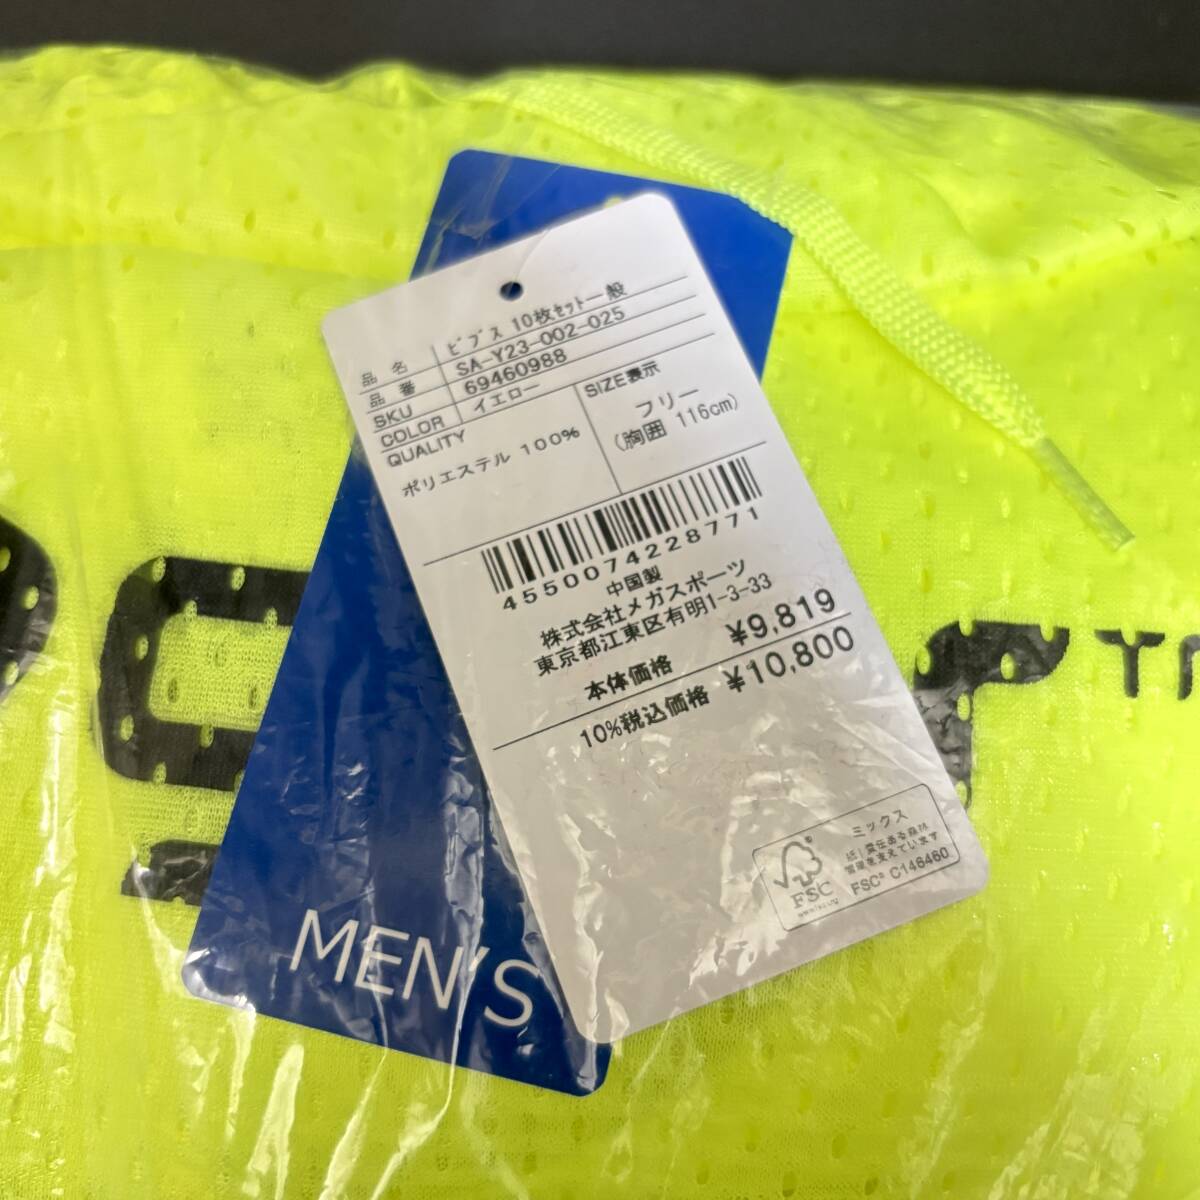 品名 ビブス 10枚セット一般
品番 SA-Y23-002-025
SKU 69460988
COLOR イエロー
QUALITY
ポリエステル 100%
SIZE表示
フリー
(胸囲 116cm)
4550074228771
中国製
株式会社メガスポーツ
東京都江東区有明1-3-33
本体価格 ¥9,819
10%税込価格 ¥10,800
ミックス
紙|責任ある森林
管理を支えています
FSC® C146460
FSC
www.fsc.org
MEN'S